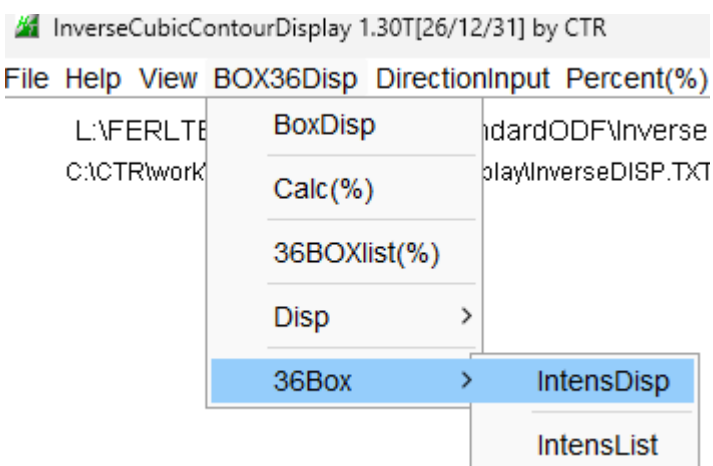 InverseCubicContourDisplay 1.30T[26/12/31] by CTR
File Help View BOX36Disp DirectionInput Percent(%)
L:\FERLTE ndardODF\Inverse
C:\CTR\work\ play\InverseDISP.TXT
BoxDisp
Calc(%)
36BOXlist(%)
Disp >
36Box > IntensDisp
IntensList